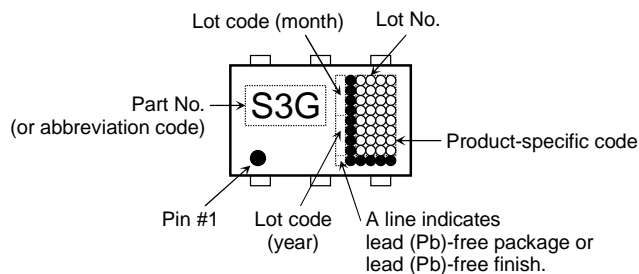 Lot code (month)
Lot No.
Part No.
(or abbreviation code)
S3G
Product-specific code
Pin #1
Lot code
(year)
A line indicates
lead (Pb)-free package or
lead (Pb)-free finish.